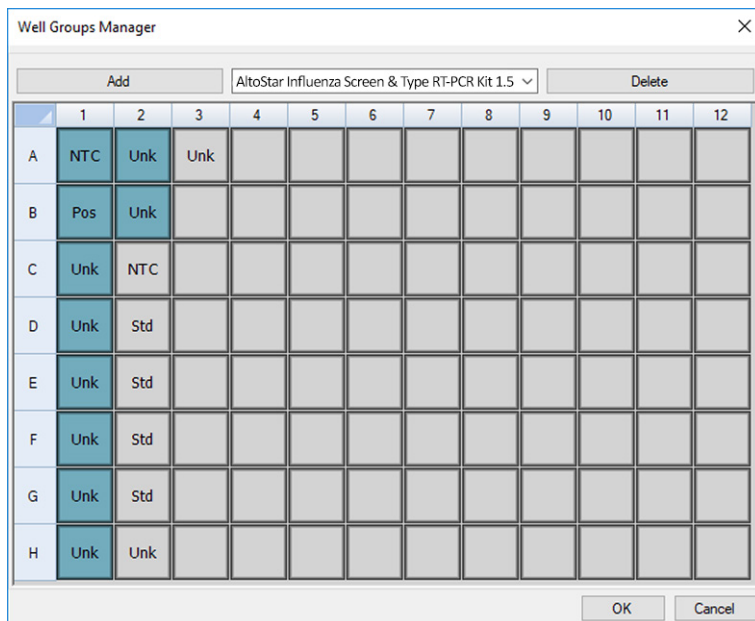 Well Groups Manager
Add AltoStar Influenza Screen & Type RT-PCR Kit 1.5 Delete
1 2 3 4 5 6 7 8 9 10 11 12
A NTC Unk Unk
B Pos Unk
C Unk NTC
D Unk Std
E Unk Std
F Unk Std
G Unk Std
H Unk Unk
OK Cancel